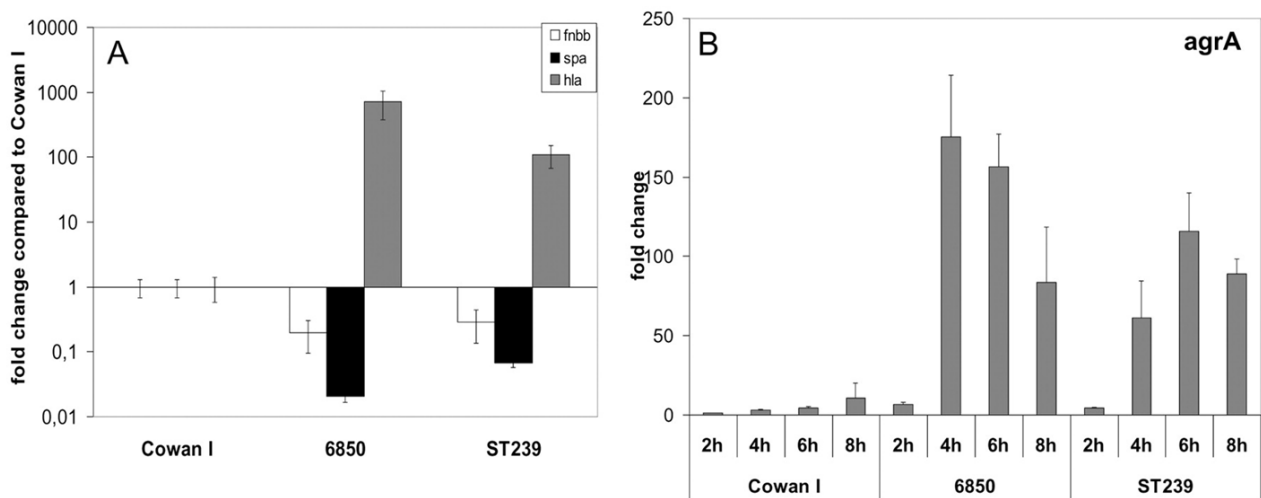 A
fold change compared to Cowan I
10000
1000
100
10
1
0,1
0,01
fnbb
spa
hla
Cowan I 6850 ST239
B
agrA
fold change
250
200
150
100
50
0
2h 4h 6h 8h 2h 4h 6h 8h 2h 4h 6h 8h
Cowan I 6850 ST239